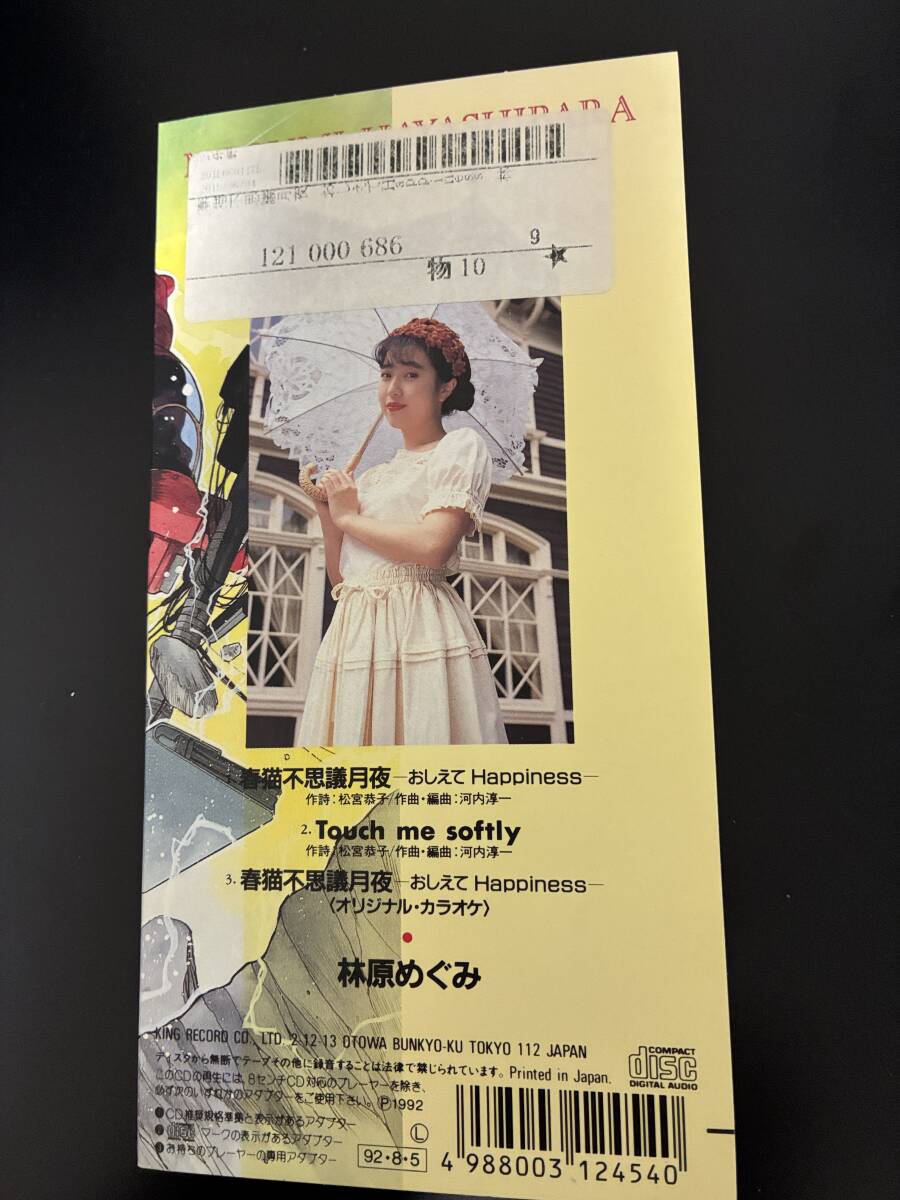 121 000 686
9
物10
1. 春猫不思議月夜—おしえて Happiness—
作詩:松宮恭子/作曲・編曲:河内淳一
2. Touch me softly
作詩:松宮恭子/作曲・編曲:河内淳一
3. 春猫不思議月夜—おしえて Happiness—
〈オリジナル・カラオケ〉
林原めぐみ
KING RECORD CO., LTD. 2-12-13 OTOWA BUNKYO-KU TOKYO 112 JAPAN
ディスクから無断でテープその他に録音することは法律で禁じられています。 Printed in Japan.
このCDの再生には、8センチCD対応のプレーヤーを除き、
必ず次のいずれかのアダプターをご使用下さい。 Ⓟ1992
❶CD推奨規格準拠と表示があるアダプター
❷ disc マークの表示があるアダプター
❸お持ちのプレーヤーの専用アダプター
Ⓛ
92・8・5
COMPACT
disc
DIGITAL AUDIO
4 988003 124540